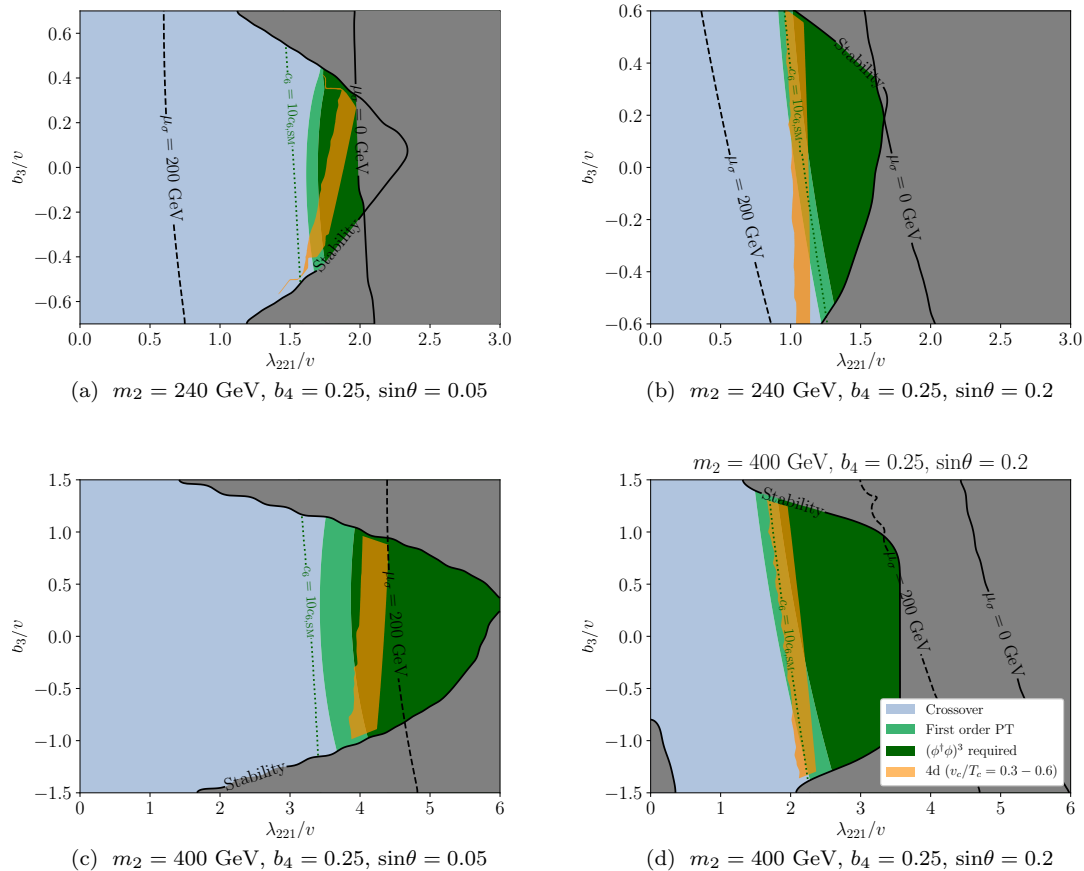 0.6
0.4
0.2
0.0
−0.2
−0.4
−0.6
b₃/v
0.0 0.5 1.0 1.5 2.0 2.5 3.0
λ₂₂₁/v
μσ = 200 GeV
c₆ = 10c₆,SM
μσ = 0 GeV
Stability
(a) m₂ = 240 GeV, b₄ = 0.25, sinθ = 0.05
0.6
0.4
0.2
0.0
−0.2
−0.4
−0.6
b₃/v
0.0 0.5 1.0 1.5 2.0 2.5 3.0
λ₂₂₁/v
μσ = 200 GeV
c₆ = 10c₆,SM
Stability
μσ = 0 GeV
(b) m₂ = 240 GeV, b₄ = 0.25, sinθ = 0.2
1.5
1.0
0.5
0.0
−0.5
−1.0
−1.5
b₃/v
0 1 2 3 4 5 6
λ₂₂₁/v
c₆ = 10c₆,SM
μσ = 200 GeV
Stability
(c) m₂ = 400 GeV, b₄ = 0.25, sinθ = 0.05
m₂ = 400 GeV, b₄ = 0.25, sinθ = 0.2
1.5
1.0
0.5
0.0
−0.5
−1.0
−1.5
b₃/v
0 1 2 3 4 5 6
λ₂₂₁/v
Stability
c₆ = 10c₆,SM
μσ = 200 GeV
μσ = 0 GeV
Crossover
First order PT
(ϕ†ϕ)³ required
4d (v_c/T_c = 0.3 − 0.6)
(d) m₂ = 400 GeV, b₄ = 0.25, sinθ = 0.2